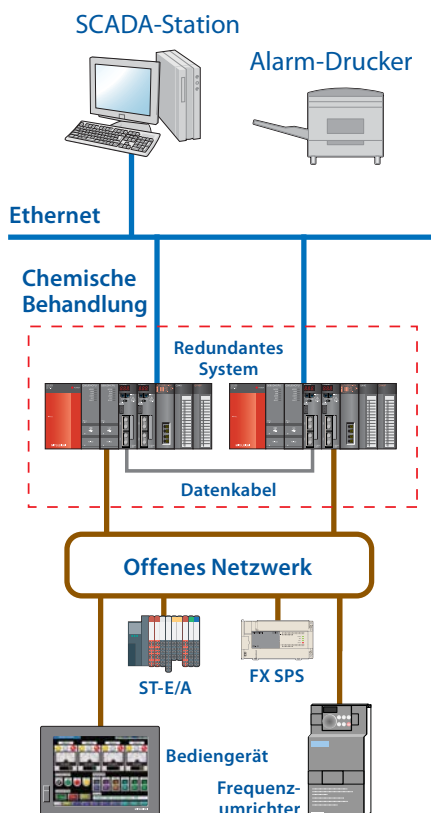 SCADA-Station
Alarm-Drucker
Ethernet
Chemische
Behandlung
Redundantes
System
Datenkabel
Offenes Netzwerk
ST-E/A
FX SPS
Bediengerät
Frequenz-
umrichter